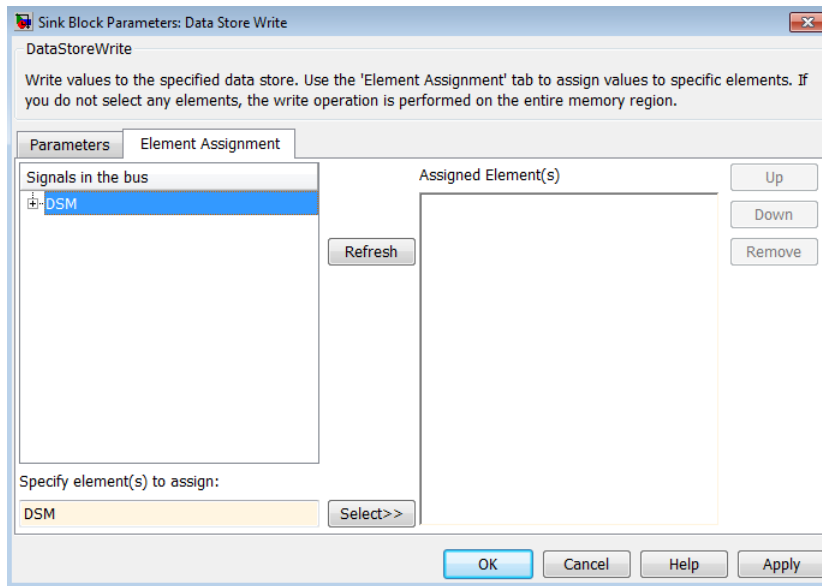 Sink Block Parameters: Data Store Write
DataStoreWrite
Write values to the specified data store. Use the 'Element Assignment' tab to assign values to specific elements. If
you do not select any elements, the write operation is performed on the entire memory region.
Parameters
Element Assignment
Signals in the bus
DSM
Refresh
Assigned Element(s)
Up
Down
Remove
Specify element(s) to assign:
DSM
Select>>
OK
Cancel
Help
Apply